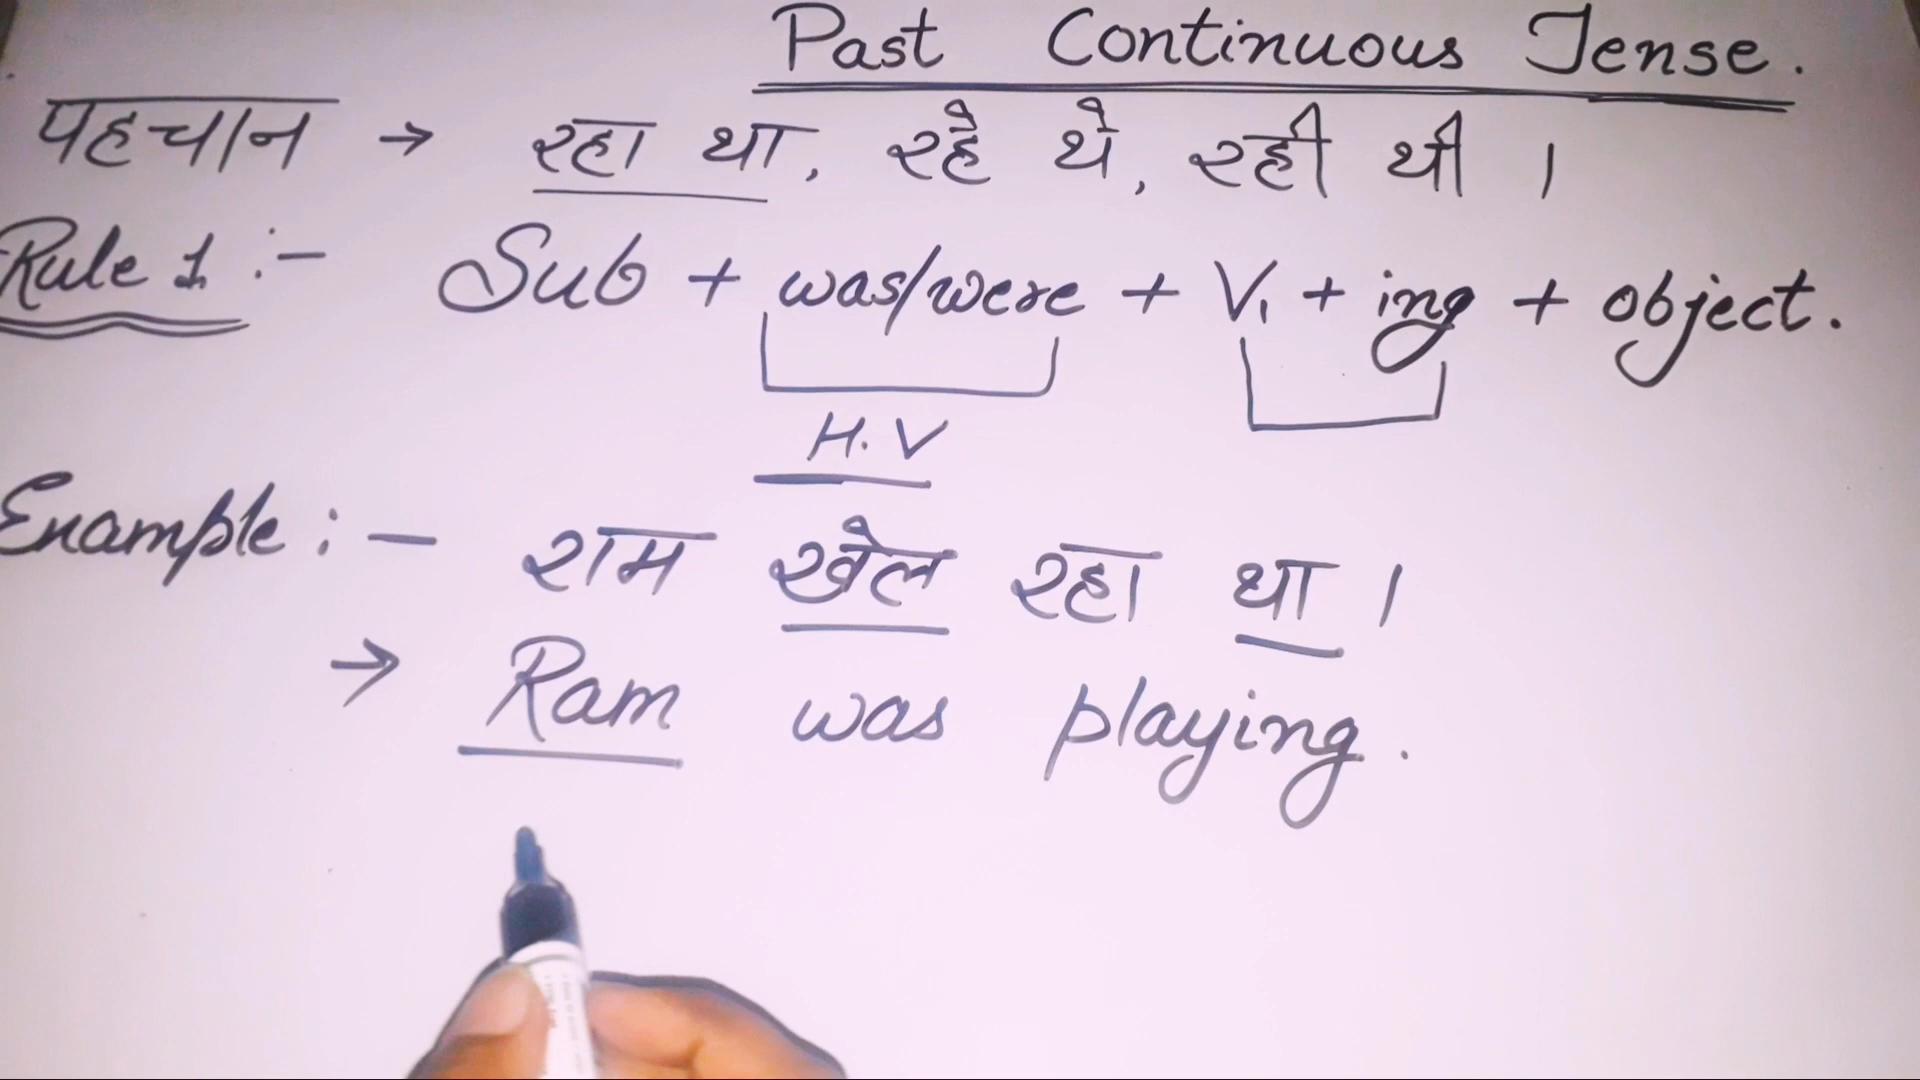 Past Continuous Tense.
पहचान → रहा था, रहे थे, रही थी ।
Rule 1 :- Sub + was/were + V₁ + ing + object.
H.V
Example :- राम खेल रहा था ।
→ Ram was playing.